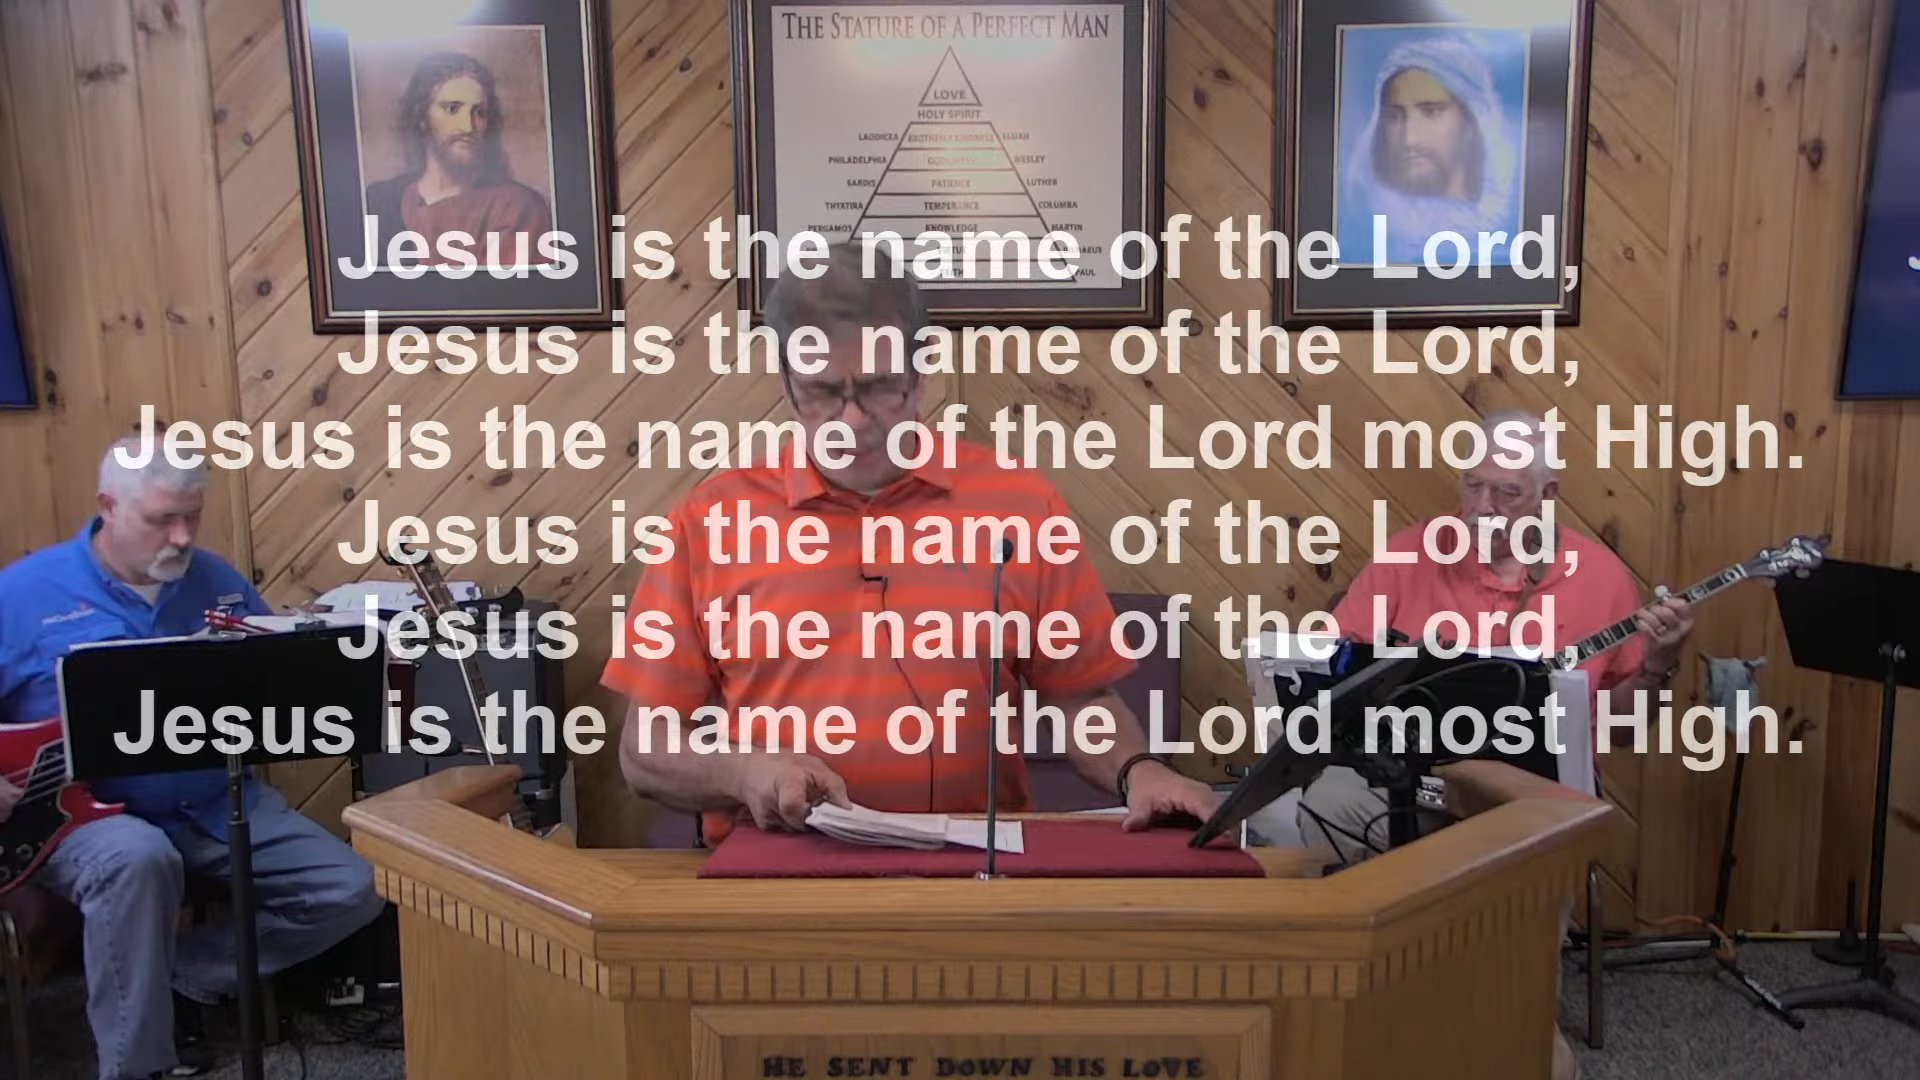 THE STATURE OF A PERFECT MAN
LOVE
HOLY SPIRIT
LAODICEA BROTHERLY KINDNESS ELIJAH
PHILADELPHIA GODLINESS WESLEY
SARDIS PATIENCE LUTHER
THYATIRA TEMPERANCE COLUMBA
PERGAMOS KNOWLEDGE MARTIN
PAUL
Jesus is the name of the Lord,
Jesus is the name of the Lord,
Jesus is the name of the Lord most High.
Jesus is the name of the Lord,
Jesus is the name of the Lord,
Jesus is the name of the Lord most High.
HE SENT DOWN HIS LOVE